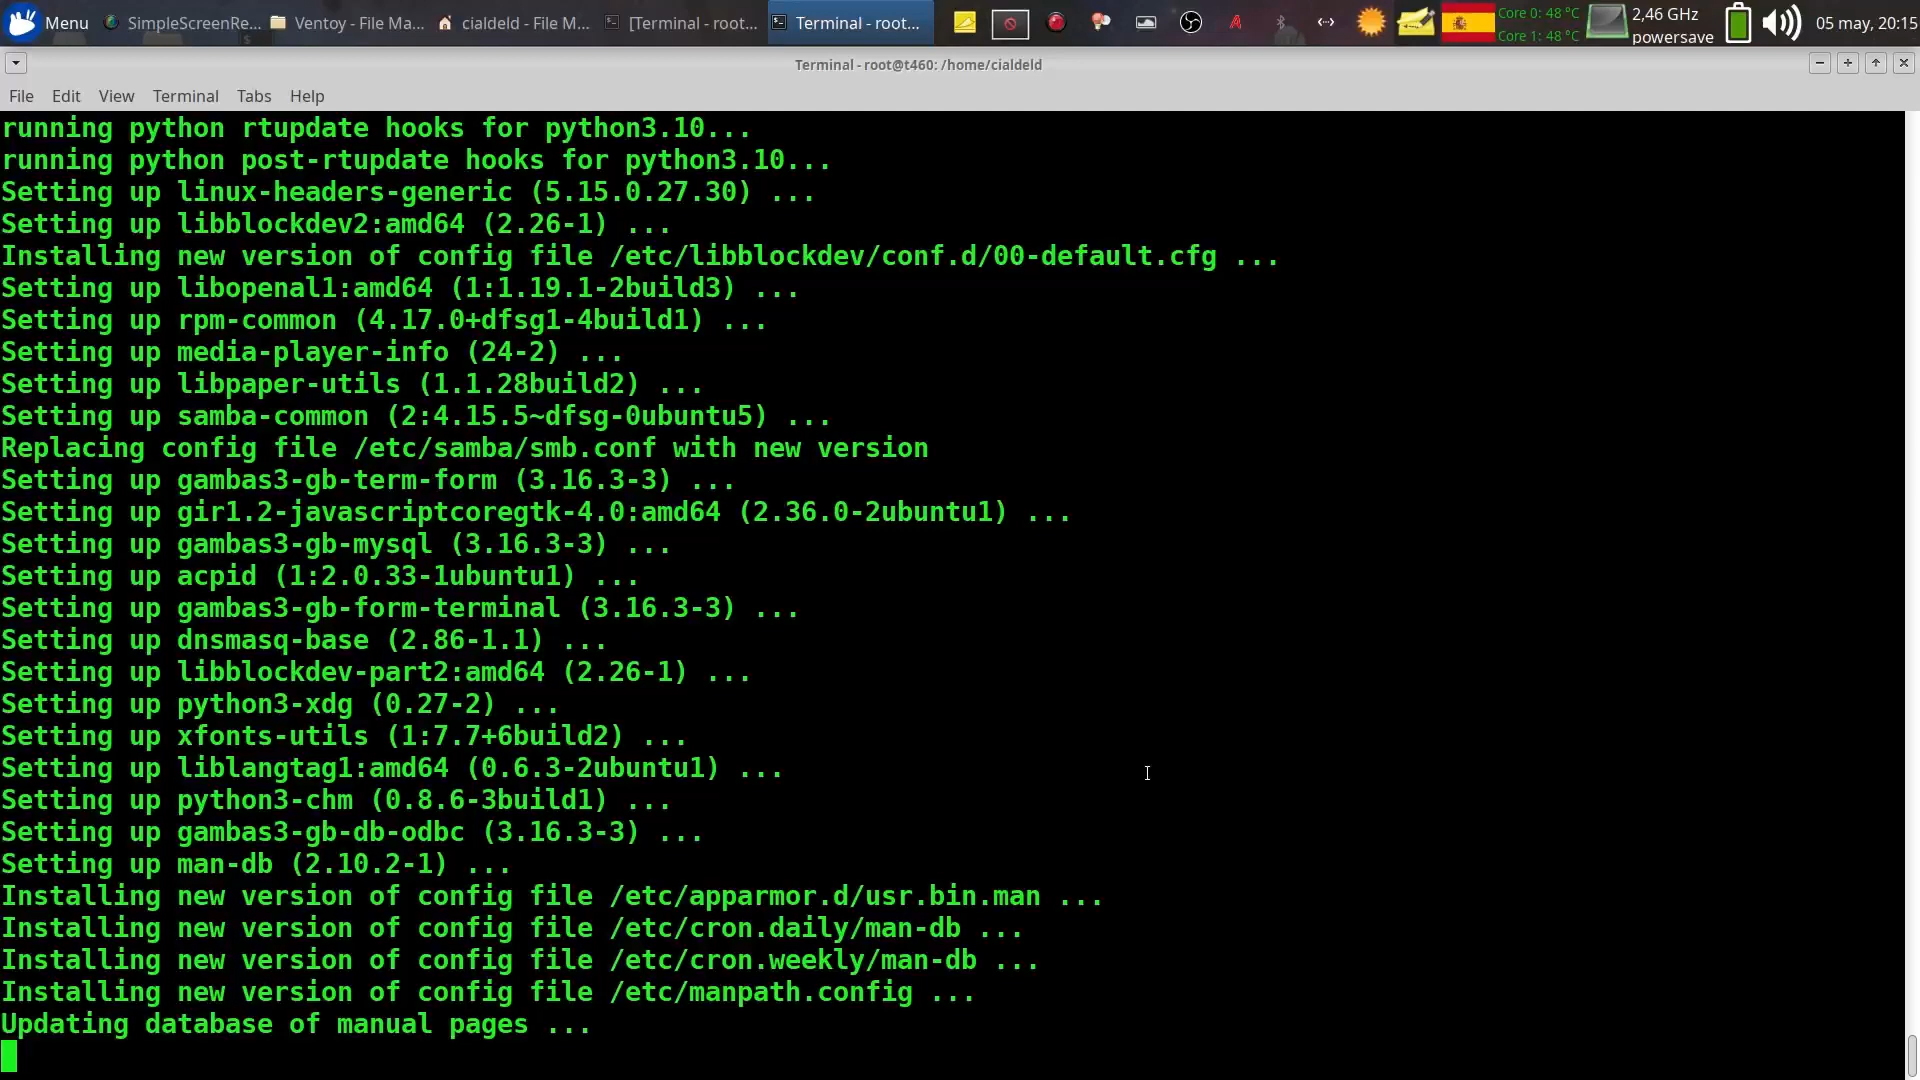 Menu
SimpleScreenRe...
Ventoy - File Ma...
cialdeld - File M...
[Terminal - root...
Terminal - root...
Core 0: 48 °C
Core 1: 48 °C
2,46 GHz
powersave
05 may, 20:15
Terminal - root@t460: /home/cialdeld
File Edit View Terminal Tabs Help
running python rtupdate hooks for python3.10...
running python post-rtupdate hooks for python3.10...
Setting up linux-headers-generic (5.15.0.27.30) ...
Setting up libblockdev2:amd64 (2.26-1) ...
Installing new version of config file /etc/libblockdev/conf.d/00-default.cfg ...
Setting up libopenal1:amd64 (1:1.19.1-2build3) ...
Setting up rpm-common (4.17.0+dfsg1-4build1) ...
Setting up media-player-info (24-2) ...
Setting up libpaper-utils (1.1.28build2) ...
Setting up samba-common (2:4.15.5~dfsg-0ubuntu5) ...
Replacing config file /etc/samba/smb.conf with new version
Setting up gambas3-gb-term-form (3.16.3-3) ...
Setting up gir1.2-javascriptcoregtk-4.0:amd64 (2.36.0-2ubuntu1) ...
Setting up gambas3-gb-mysql (3.16.3-3) ...
Setting up acpid (1:2.0.33-1ubuntu1) ...
Setting up gambas3-gb-form-terminal (3.16.3-3) ...
Setting up dnsmasq-base (2.86-1.1) ...
Setting up libblockdev-part2:amd64 (2.26-1) ...
Setting up python3-xdg (0.27-2) ...
Setting up xfonts-utils (1:7.7+6build2) ...
Setting up liblangtag1:amd64 (0.6.3-2ubuntu1) ...
Setting up python3-chm (0.8.6-3build1) ...
Setting up gambas3-gb-db-odbc (3.16.3-3) ...
Setting up man-db (2.10.2-1) ...
Installing new version of config file /etc/apparmor.d/usr.bin.man ...
Installing new version of config file /etc/cron.daily/man-db ...
Installing new version of config file /etc/cron.weekly/man-db ...
Installing new version of config file /etc/manpath.config ...
Updating database of manual pages ...